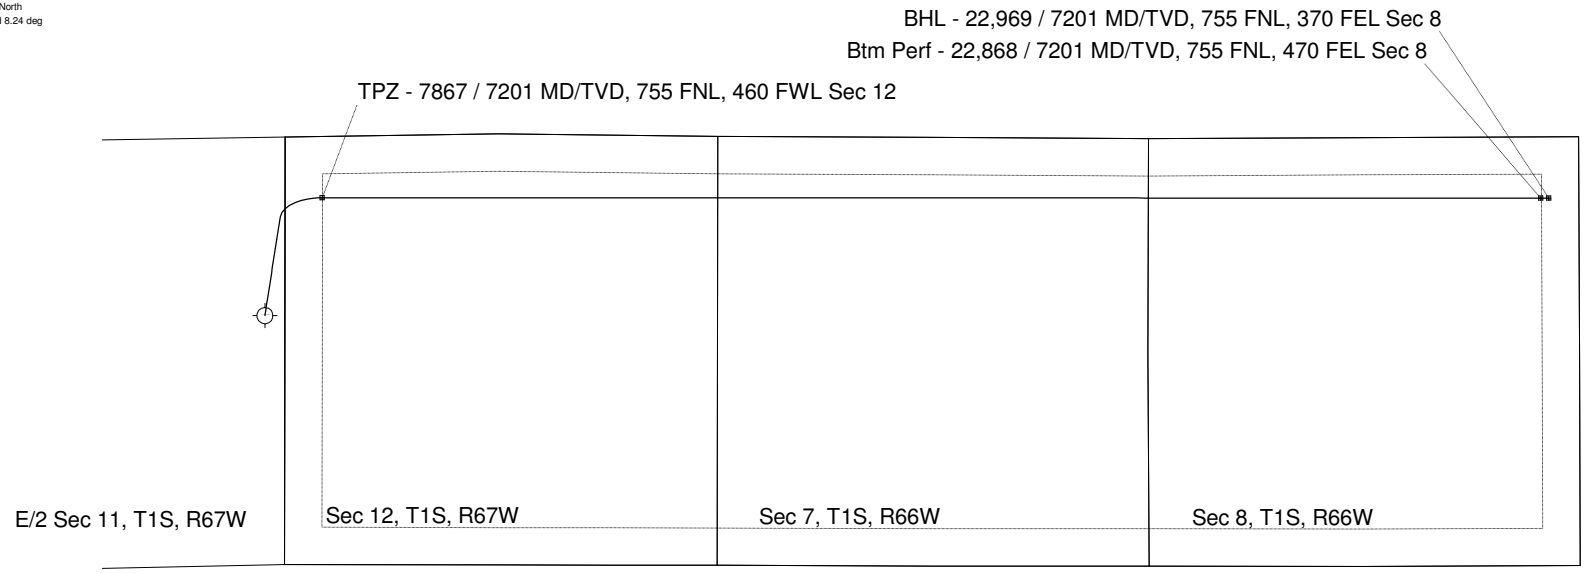 North
8.24 deg
BHL - 22,969 / 7201 MD/TVD, 755 FNL, 370 FEL Sec 8
Btm Perf - 22,868 / 7201 MD/TVD, 755 FNL, 470 FEL Sec 8
TPZ - 7867 / 7201 MD/TVD, 755 FNL, 460 FWL Sec 12
E/2 Sec 11, T1S, R67W
Sec 12, T1S, R67W
Sec 7, T1S, R66W
Sec 8, T1S, R66W